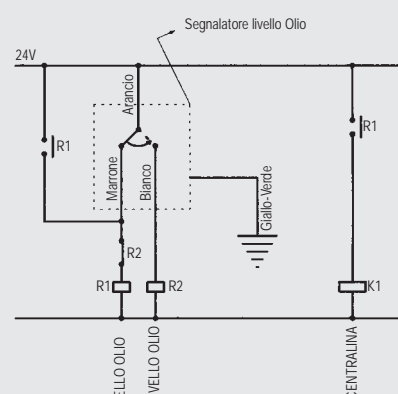 Segnalatore livello Olio
24V
Arancio
R1
R1
Marrone
Bianco
Giallo-Verde
R2
R1
R2
K1
ELLO OLIO
VELLO OLIO
CENTRALINA